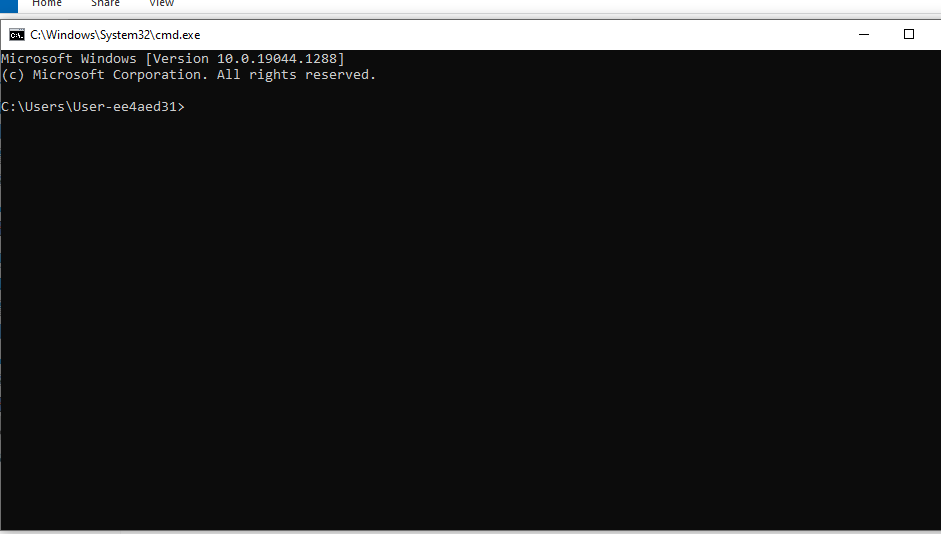 Home Share View
C:\Windows\System32\cmd.exe
Microsoft Windows [Version 10.0.19044.1288]
(c) Microsoft Corporation. All rights reserved.
C:\Users\User-ee4aed31>